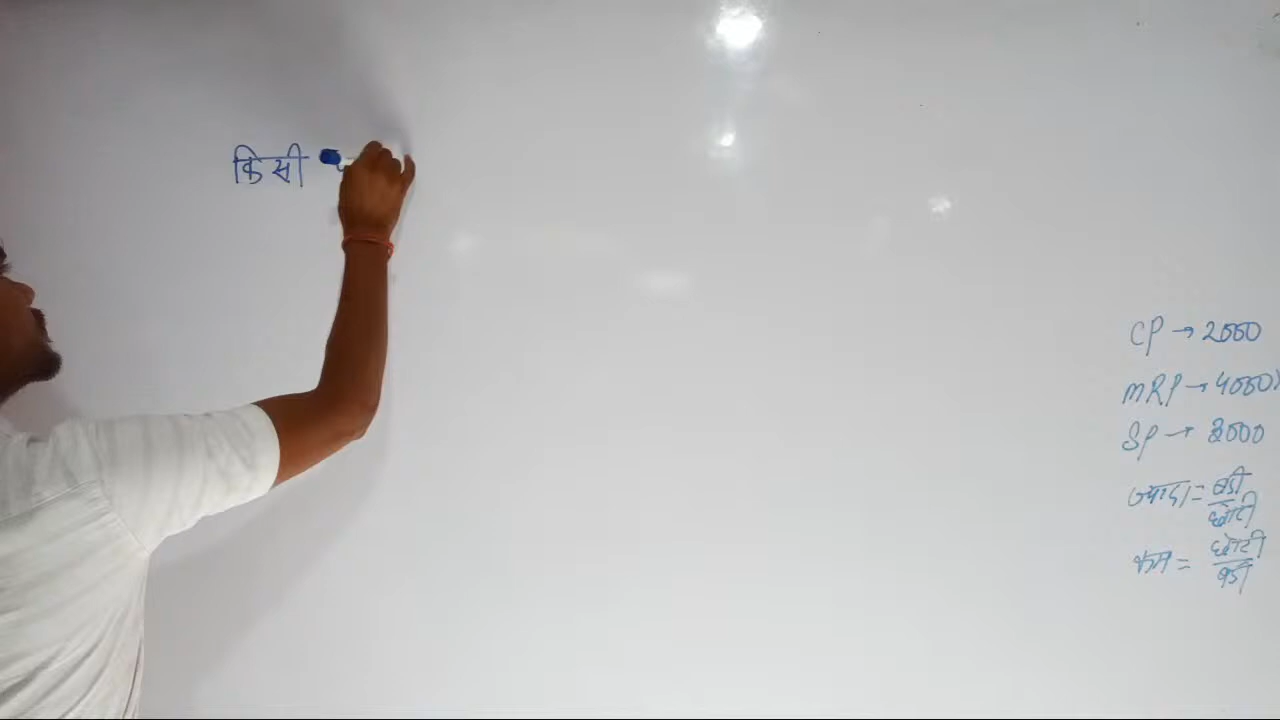 किसी
CP → 2000
MRP → 4000
SP → 3000
ज्यादा = बड़ी / छोटी
कम = छोटी / बड़ी